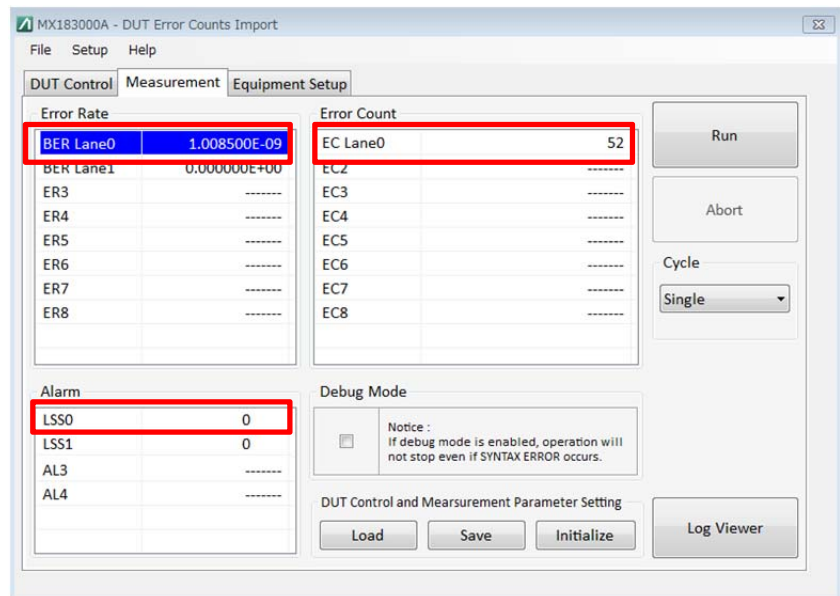 MX183000A - DUT Error Counts Import
File Setup Help
DUT Control Measurement Equipment Setup
Error Rate
BER Lane0 1.008500E-09
BER Lane1 0.000000E+00
ER3 -------
ER4 -------
ER5 -------
ER6 -------
ER7 -------
ER8 -------
Error Count
EC Lane0 52
EC2 -------
EC3 -------
EC4 -------
EC5 -------
EC6 -------
EC7 -------
EC8 -------
Run
Abort
Cycle
Single
Alarm
LSS0 0
LSS1 0
AL3 -------
AL4 -------
Debug Mode
Notice :
If debug mode is enabled, operation will
not stop even if SYNTAX ERROR occurs.
DUT Control and Mearsurement Parameter Setting
Load Save Initialize
Log Viewer